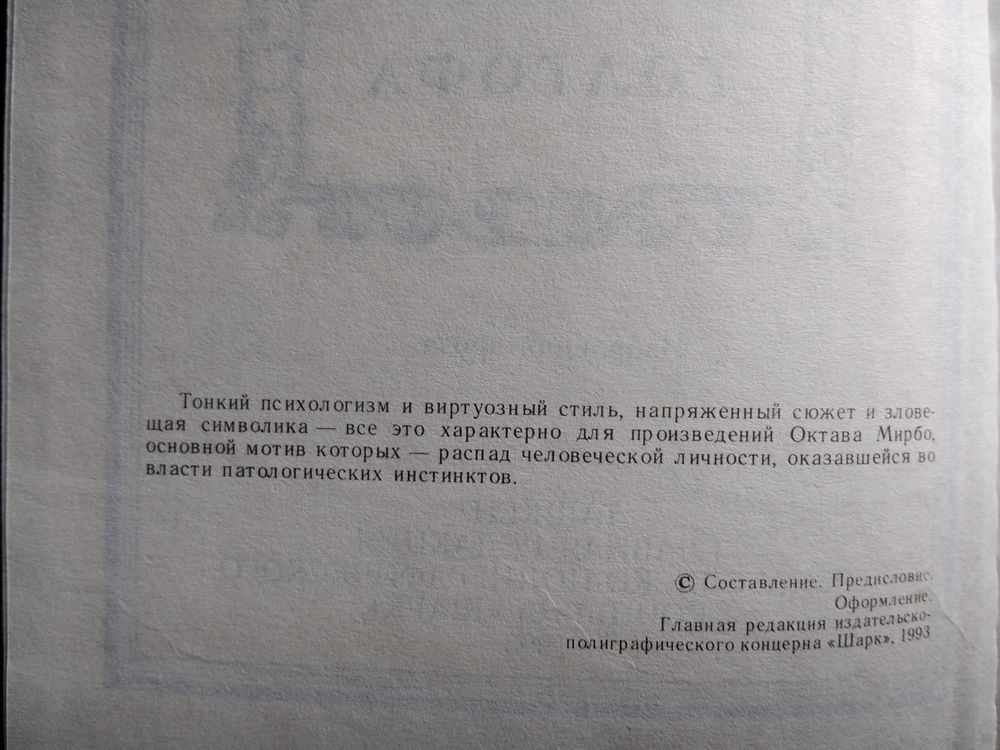 ГОЛГОФА
Тонкий психологизм и виртуозный стиль, напряженный сюжет и злове-
щая символика — все это характерно для произведений Октава Мирбо,
основной мотив которых — распад человеческой личности, оказавшейся во
власти патологических инстинктов.
© Составление. Предисловие.
Оформление.
Главная редакция издательско-
полиграфического концерна «Шарк», 1993